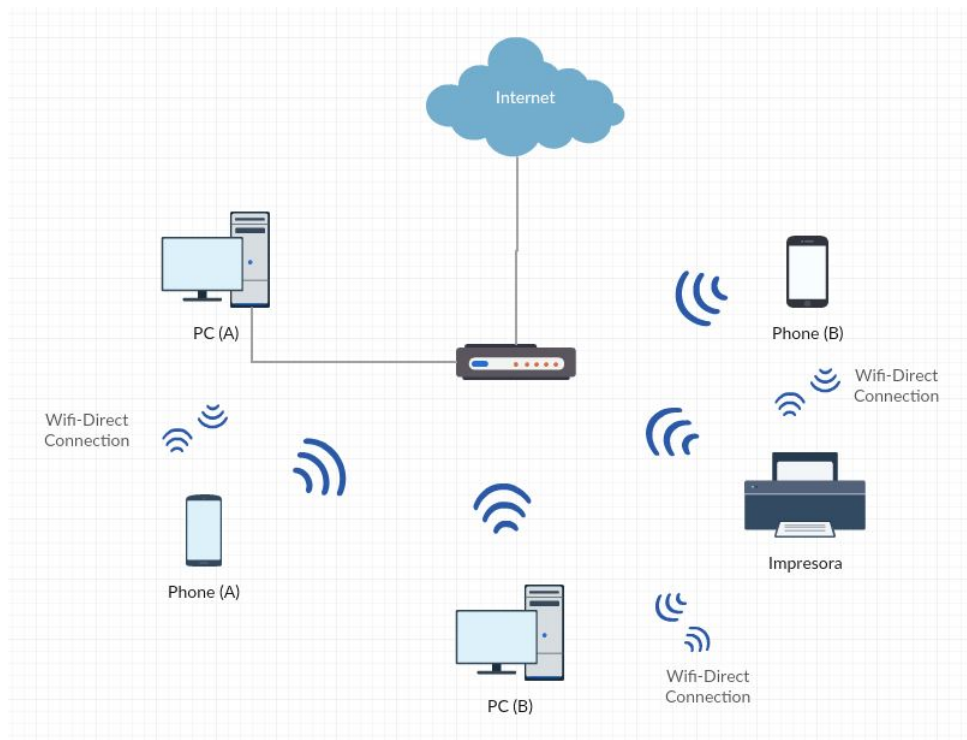 Internet
PC (A)
Phone (B)
Wifi-Direct
Connection
Wifi-Direct
Connection
Impresora
Phone (A)
Wifi-Direct
Connection
PC (B)